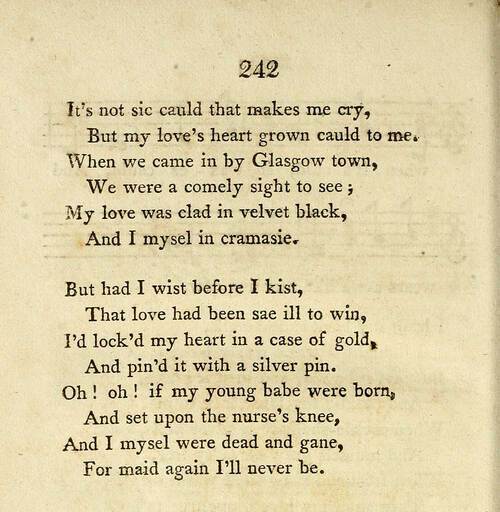 242
It's not sic cauld that makes me cry,
But my love's heart grown cauld to me.
When we came in by Glasgow town,
We were a comely sight to see;
My love was clad in velvet black,
And I mysel in cramasie.
But had I wist before I kist,
That love had been sae ill to win,
I'd lock'd my heart in a case of gold,
And pin'd it with a silver pin.
Oh! oh! if my young babe were born,
And set upon the nurse's knee,
And I mysel were dead and gane,
For maid again I'll never be.